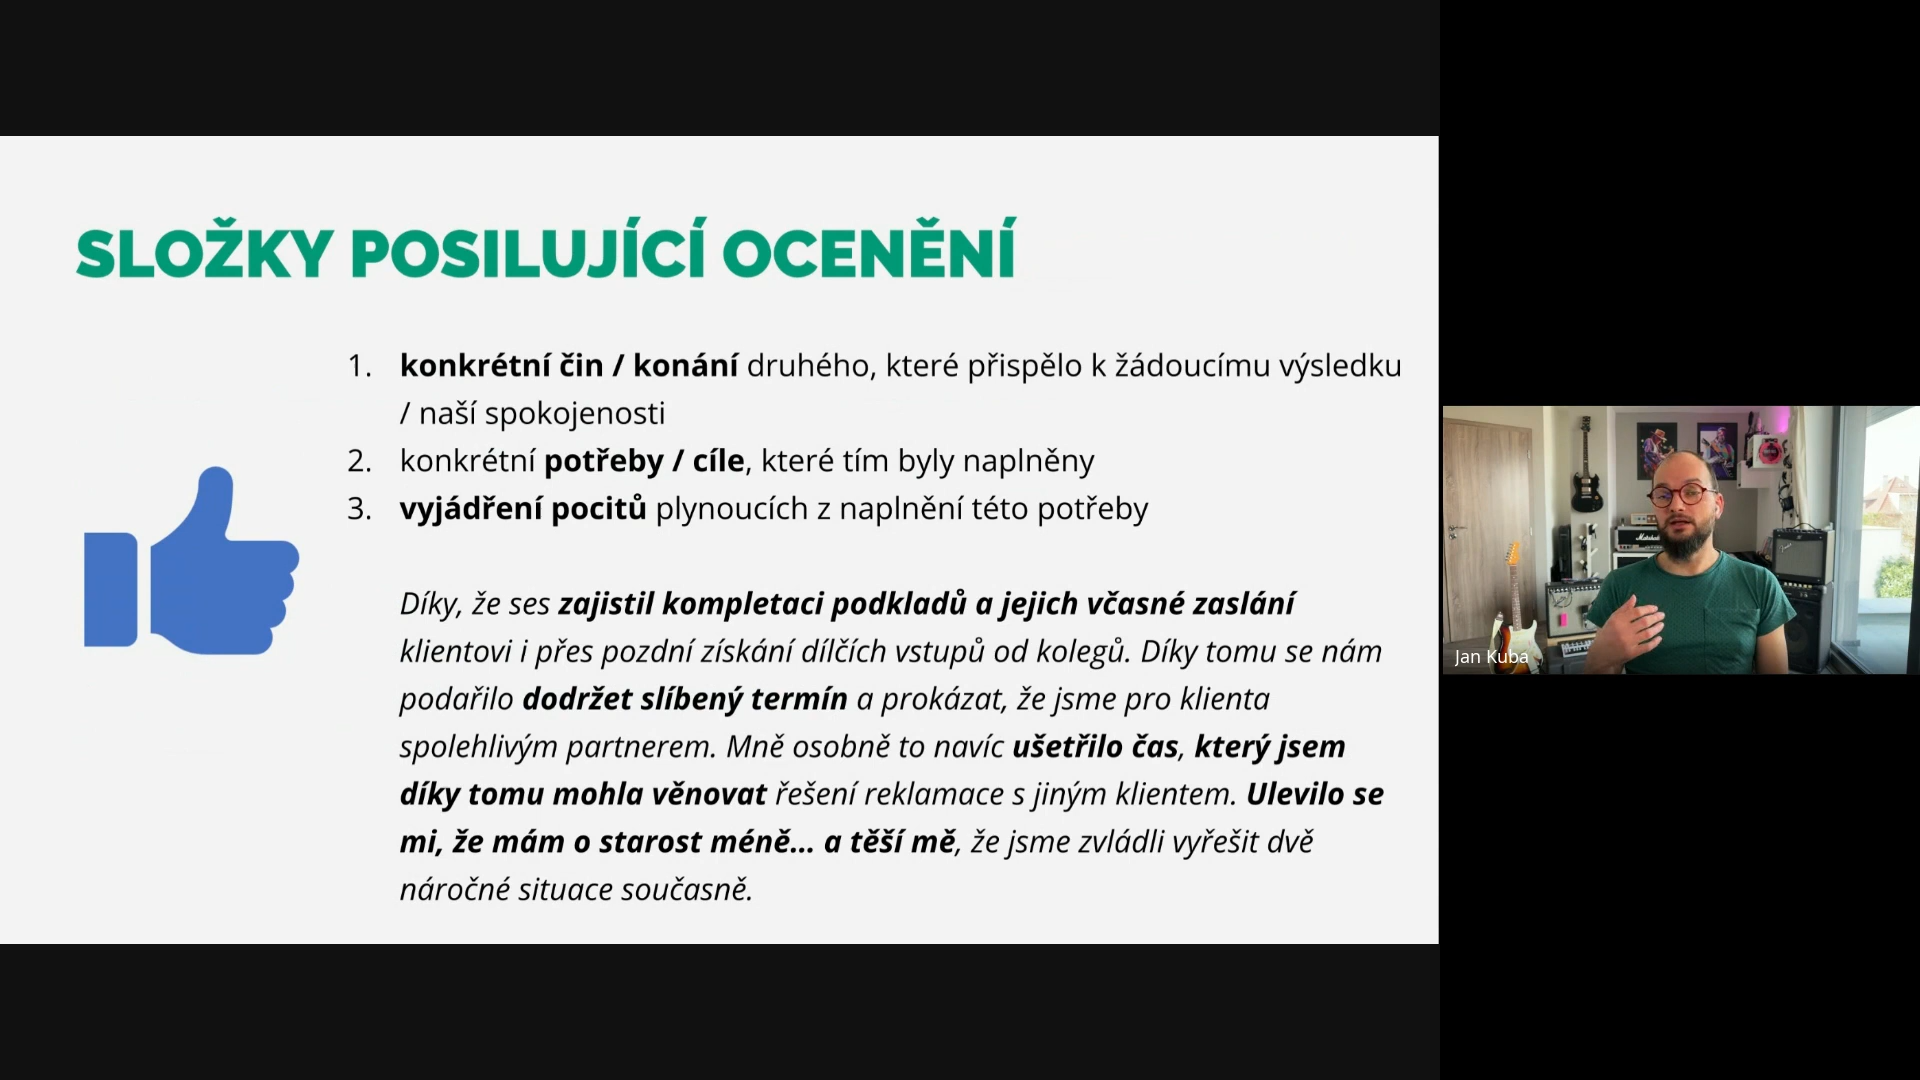 SLOŽKY POSILUJÍCÍ OCENĚNÍ
1. konkrétní čin / konání druhého, které přispělo k žádoucímu výsledku
/ naší spokojenosti
2. konkrétní potřeby / cíle, které tím byly naplněny
3. vyjádření pocitů plynoucích z naplnění této potřeby
Díky, že ses zajistil kompletaci podkladů a jejich včasné zaslání
klientovi i přes pozdní získání dílčích vstupů od kolegů. Díky tomu se nám
podařilo dodržet slíbený termín a prokázat, že jsme pro klienta
spolehlivým partnerem. Mně osobně to navíc ušetřilo čas, který jsem
díky tomu mohla věnovat řešení reklamace s jiným klientem. Ulevilo se
mi, že mám o starost méně... a těší mě, že jsme zvládli vyřešit dvě
náročné situace současně.
Marshall
Jan Kuba